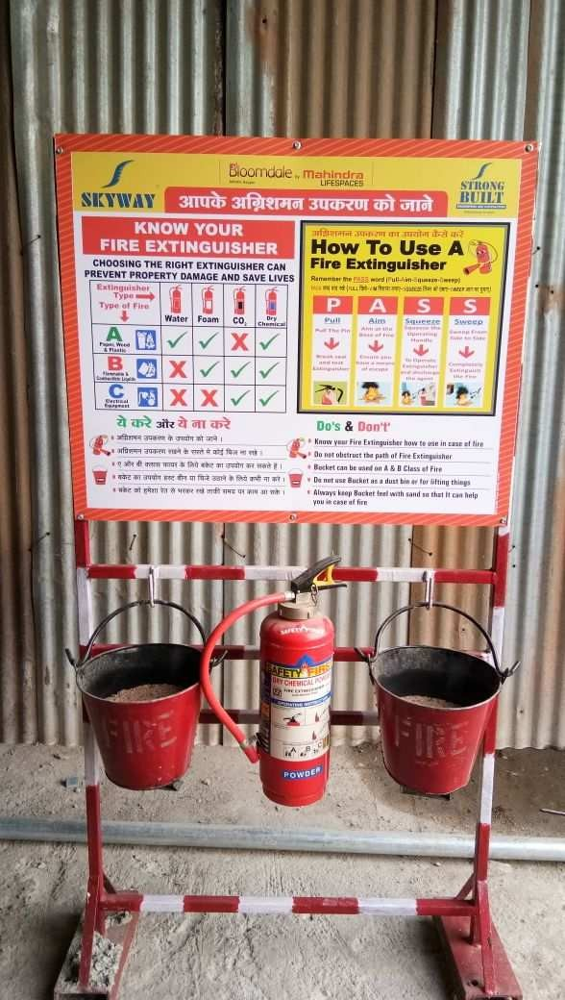 SKYWAY
Bloomdale by Mahindra
LIFESPACES
STRONG
BUILT
आपके अग्निशमन उपकरण को जाने
KNOW YOUR
FIRE EXTINGUISHER
CHOOSING THE RIGHT EXTINGUISHER CAN
PREVENT PROPERTY DAMAGE AND SAVE LIVES
Extinguisher
Type
Type of Fire
Water
Foam
CO2
Dry
Chemical
A
Paper, Wood
& Plastic
B
Flammable &
Combustible Liquids
C
Electrical
Equipment
अग्निशमन उपकरण का उपयोग कैसे करें
How To Use A
Fire Extinguisher
Remember the PASS word (Pull-Aim-Squeeze-Sweep)
P A S S
Pull
Pull The Pin
Break seal
and test
Extinguisher
Aim
Aim at the
Base of Fire
Ensure you
have a means
of escape
Squeeze
Squeeze the
Operating
Handle
To Operate
Extinguisher
and discharge
the agent
Sweep
Sweep From
Side to Side
Completely
Extinguish
the Fire
ये करे और ये ना करे
अग्निशमन उपकरण के उपयोग को जाने ।
अग्निशमन उपकरण रखने के रास्ते मे कोई चिज ना रखे ।
ए और बी क्लास फायर के लिये बकेट का उपयोग कर सकते है ।
बकेट का उपयोग डस्ट बीन या चिजे उठाने के लिये कभी ना करे ।
बकेट को हमेशा रेत से भरकर रखे ताकी समय पर काम आ सके ।
Do's & Don't'
Know your Fire Extinguisher how to use in case of fire
Do not obstruct the path of Fire Extinguisher
Bucket can be used on A & B Class of Fire
Do not use Bucket as a dust bin or for lifting things
Always keep Bucket feel with sand so that It can help
you in case of fire
FIRE
SAFETY FIRE
DRY CHEMICAL POWDER
FIRE EXTINGUISHER
OPERATING INSTRUCTIONS
A B C
POWDER
FIRE